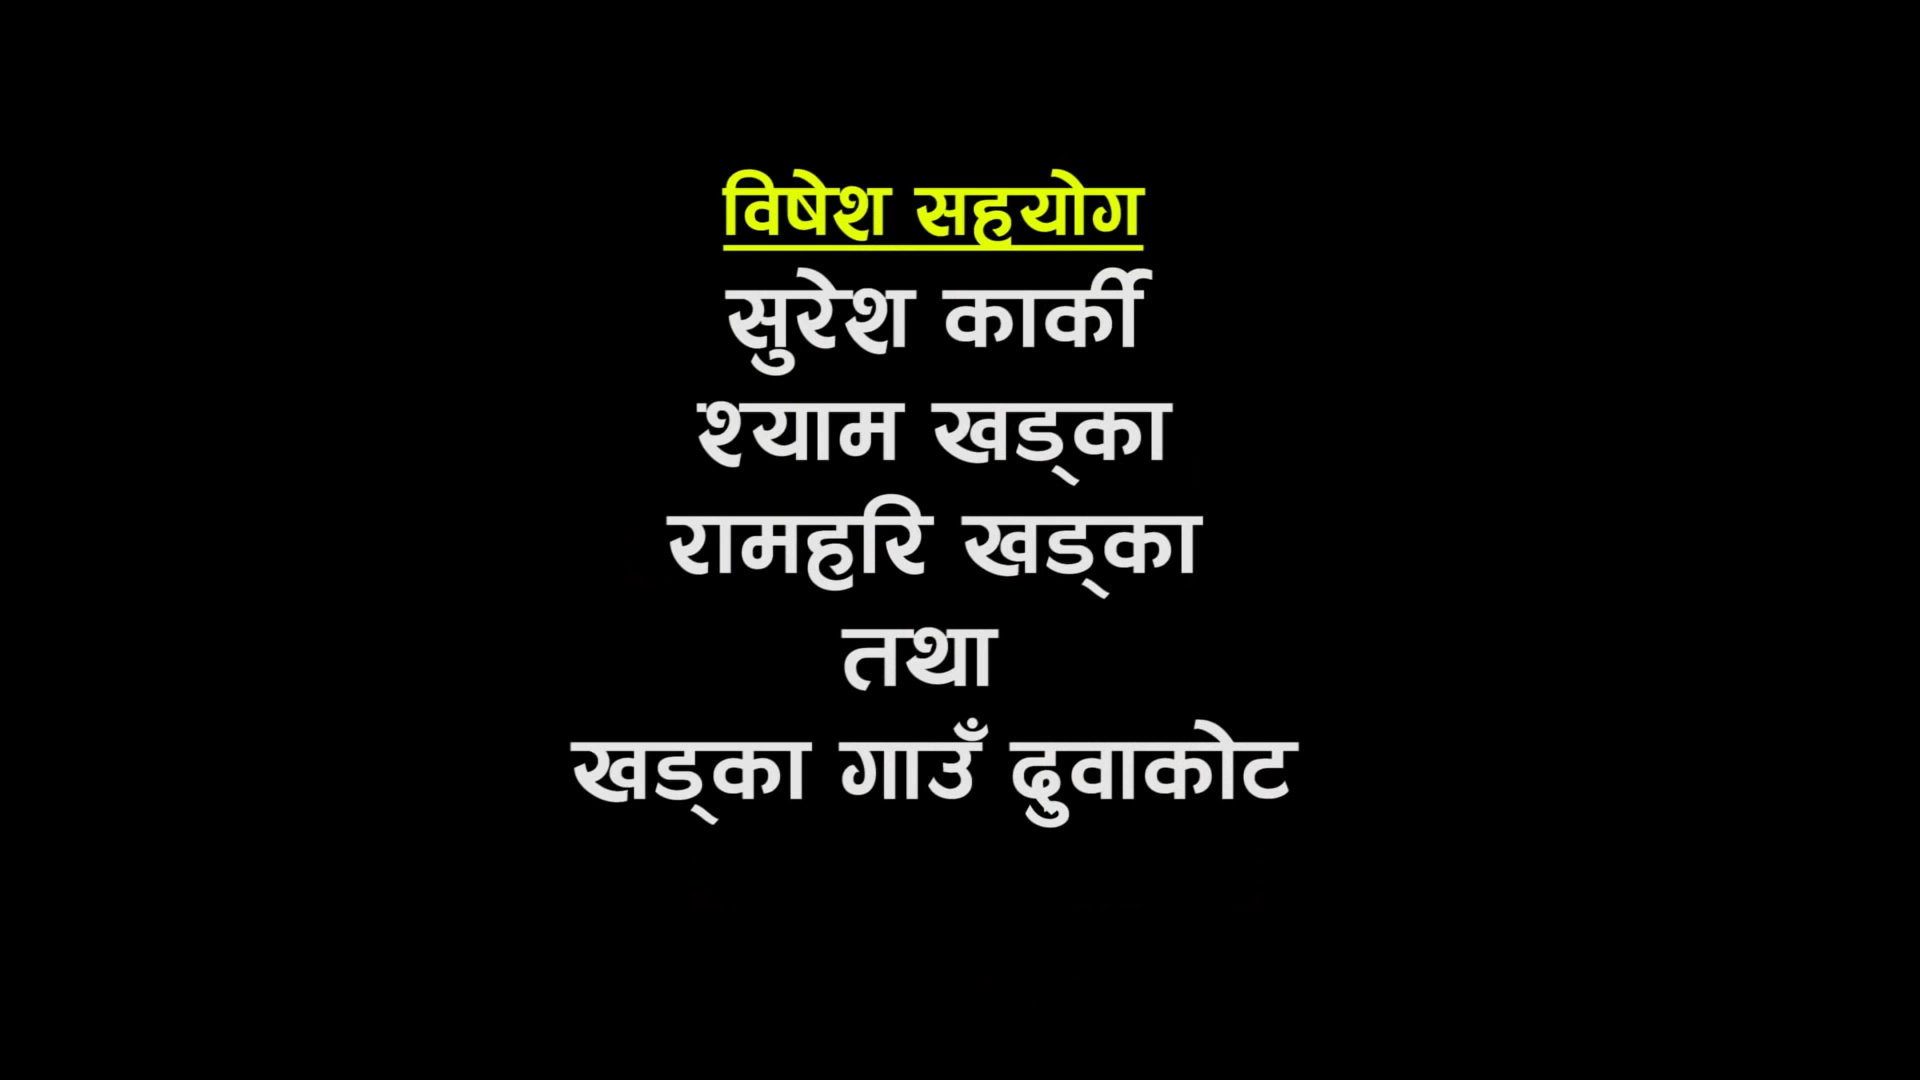 विषेश सहयोग
सुरेश कार्की
श्याम खड्का
रामहरि खड्का
तथा
खड्का गाउँ दुवाकोट